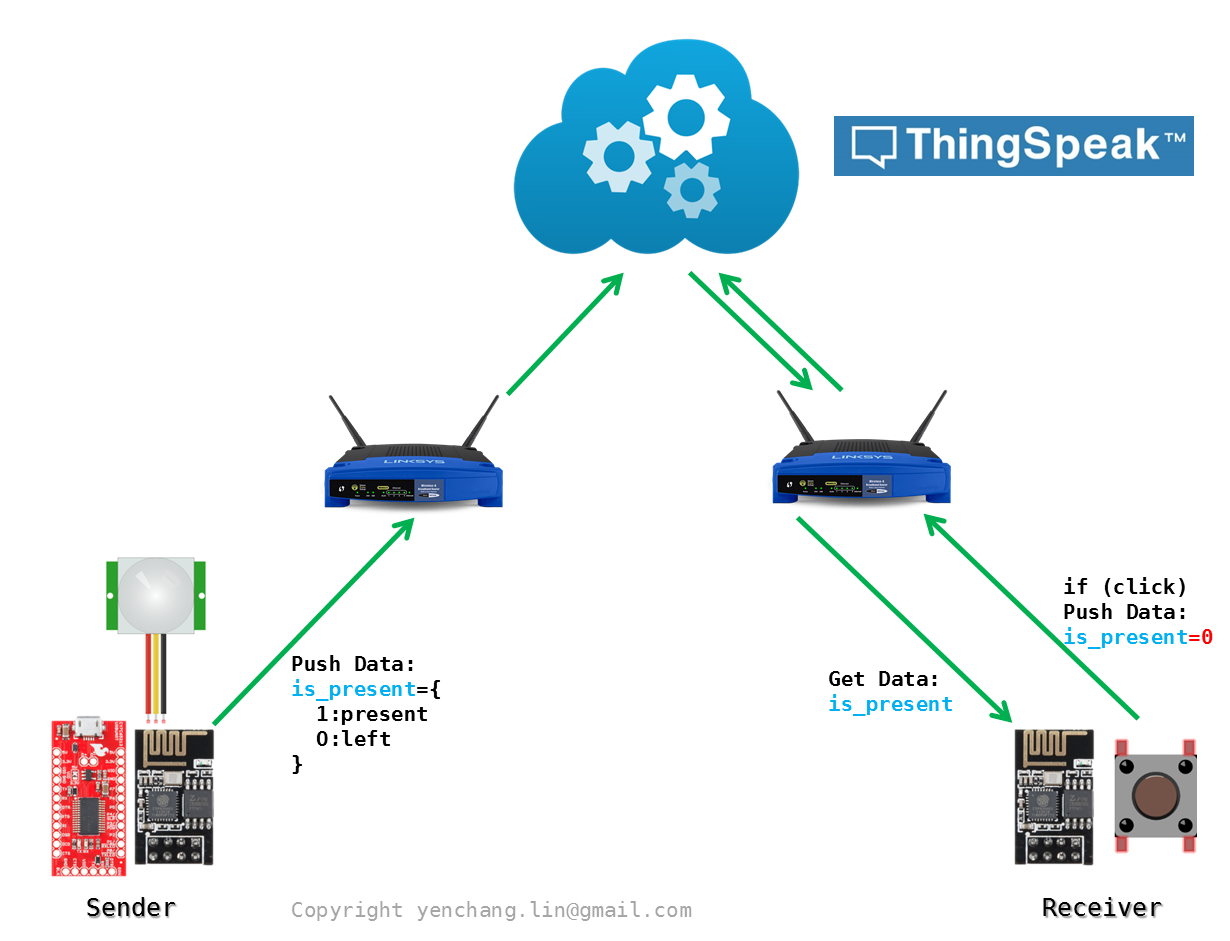 ThingSpeak™
LINKSYS
LINKSYS
if (click)
Push Data:
is_present=0
Push Data:
is_present={
1:present
0:left
}
Get Data:
is_present
Sender
Copyright yenchang.lin@gmail.com
Receiver